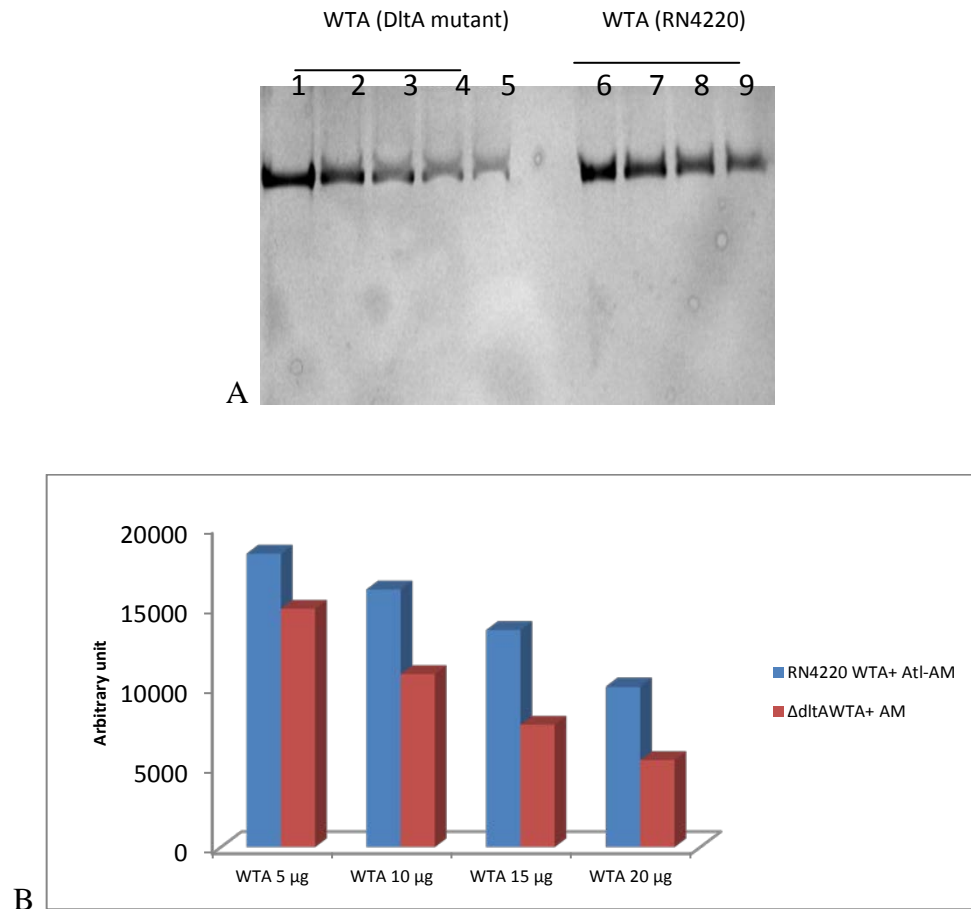 WTA (DltA mutant) WTA (RN4220)
1 2 3 4 5 6 7 8 9
A
20000
15000
10000
5000
0
Arbitrary unit
WTA 5 µg WTA 10 µg WTA 15 µg WTA 20 µg
RN4220 WTA+ Atl-AM
ΔdltAWTA+ AM
B